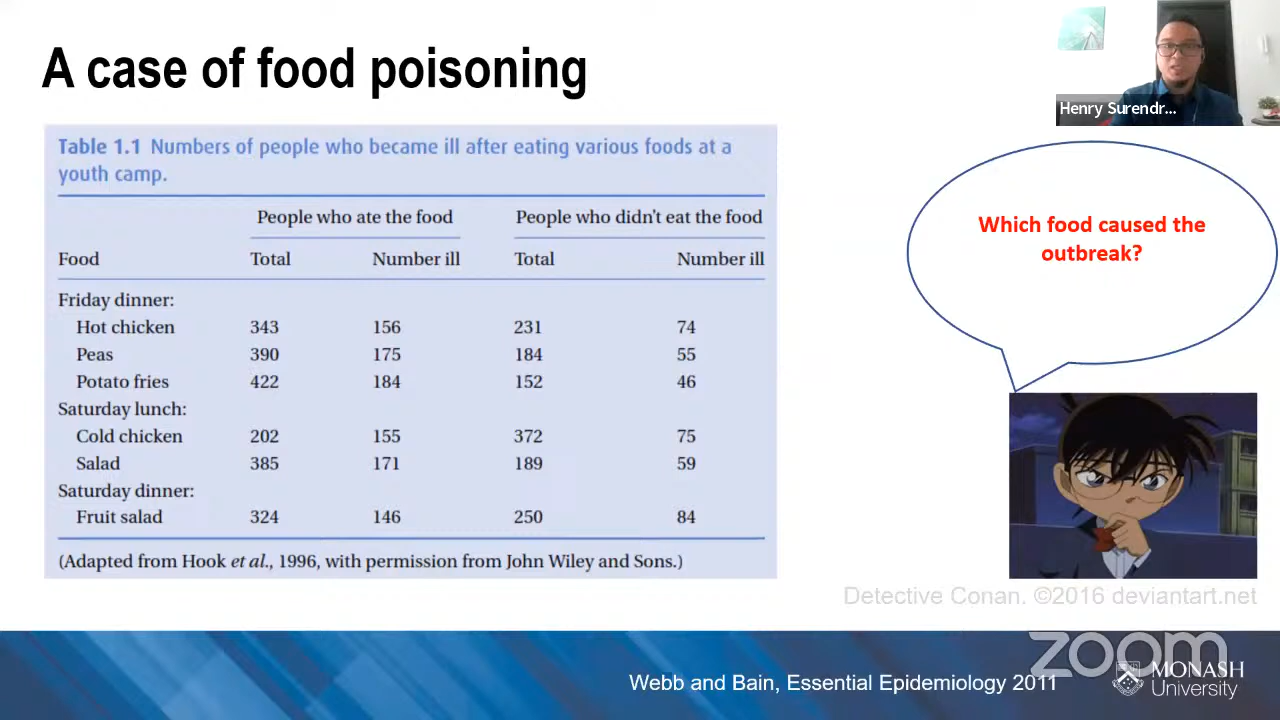 A case of food poisoning
Henry Surendr...
Table 1.1 Numbers of people who became ill after eating various foods at a
youth camp.
People who ate the food People who didn't eat the food
Food Total Number ill Total Number ill
Friday dinner:
Hot chicken 343 156 231 74
Peas 390 175 184 55
Potato fries 422 184 152 46
Saturday lunch:
Cold chicken 202 155 372 75
Salad 385 171 189 59
Saturday dinner:
Fruit salad 324 146 250 84
(Adapted from Hook et al., 1996, with permission from John Wiley and Sons.)
Which food caused the
outbreak?
Detective Conan. ©2016 deviantart.net
zoom
Webb and Bain, Essential Epidemiology 2011
MONASH
University